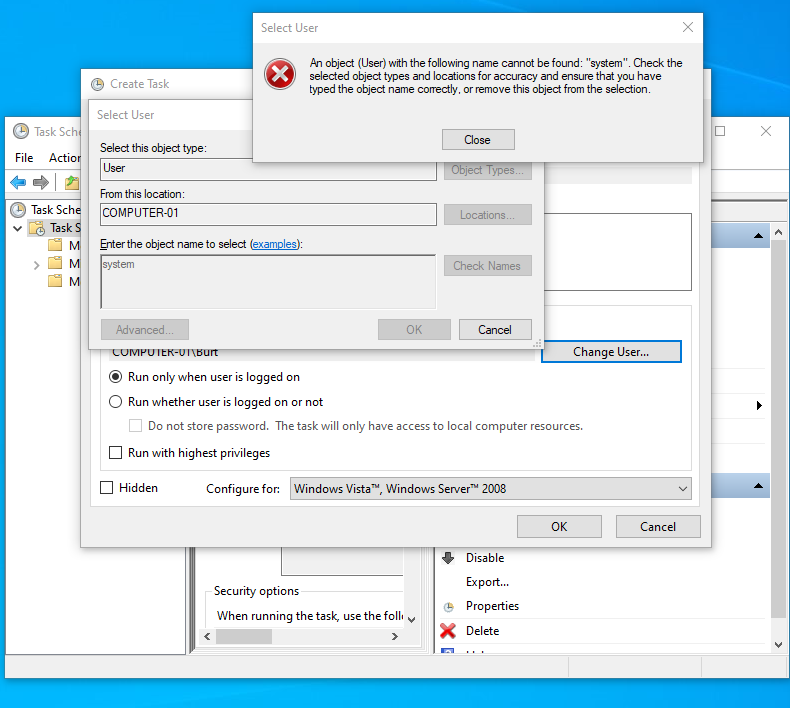 Select User
An object (User) with the following name cannot be found: "system". Check the
selected object types and locations for accuracy and ensure that you have
typed the object name correctly, or remove this object from the selection.
Close
Create Task
Select User
Select this object type:
User
Object Types...
From this location:
COMPUTER-01
Locations...
Enter the object name to select (examples):
system
Check Names
Advanced...
OK
Cancel
COMPUTER-01\Burt
Change User...
Run only when user is logged on
Run whether user is logged on or not
Do not store password.  The task will only have access to local computer resources.
Run with highest privileges
Hidden
Configure for:
Windows Vista™, Windows Server™ 2008
OK
Cancel
Task Sche
File
Action
Task Sche
Task S
M
M
M
Disable
Export...
Properties
Delete
Security options
When running the task, use the follo